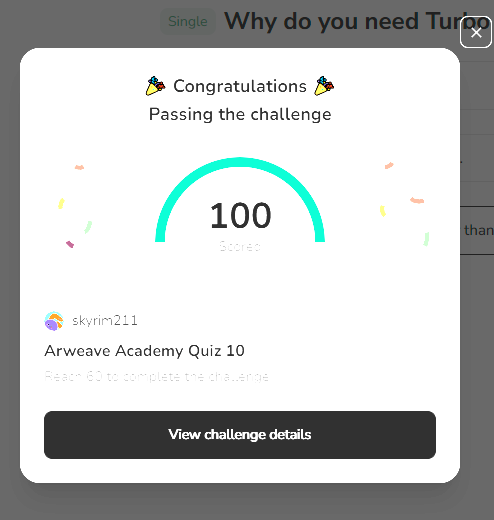 Single Why do you need Turbo
Congratulations
Passing the challenge
100
Scored
than
skyrim211
Arweave Academy Quiz 10
Reach 60 to complete the challenge
View challenge details